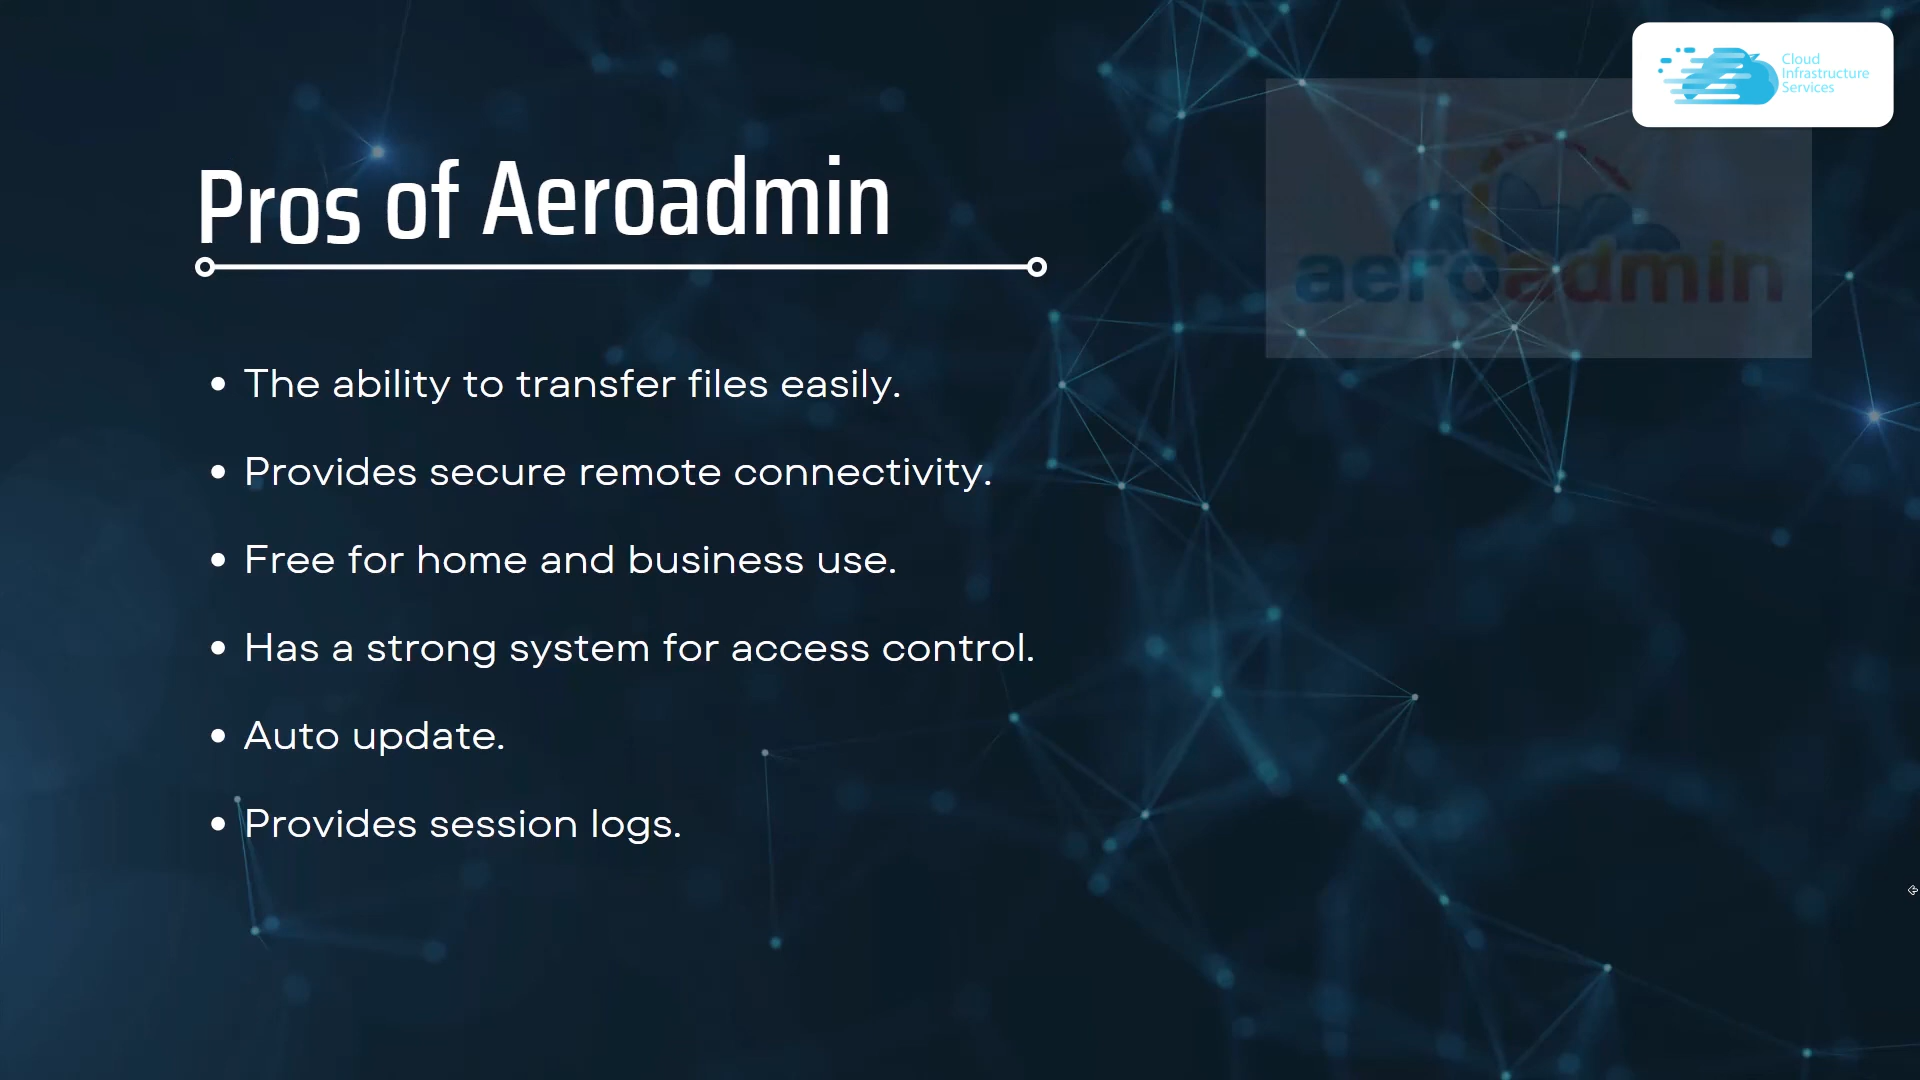 Cloud
Infrastructure
Services
aeroadmin
Pros of Aeroadmin
• The ability to transfer files easily.
• Provides secure remote connectivity.
• Free for home and business use.
• Has a strong system for access control.
• Auto update.
• Provides session logs.